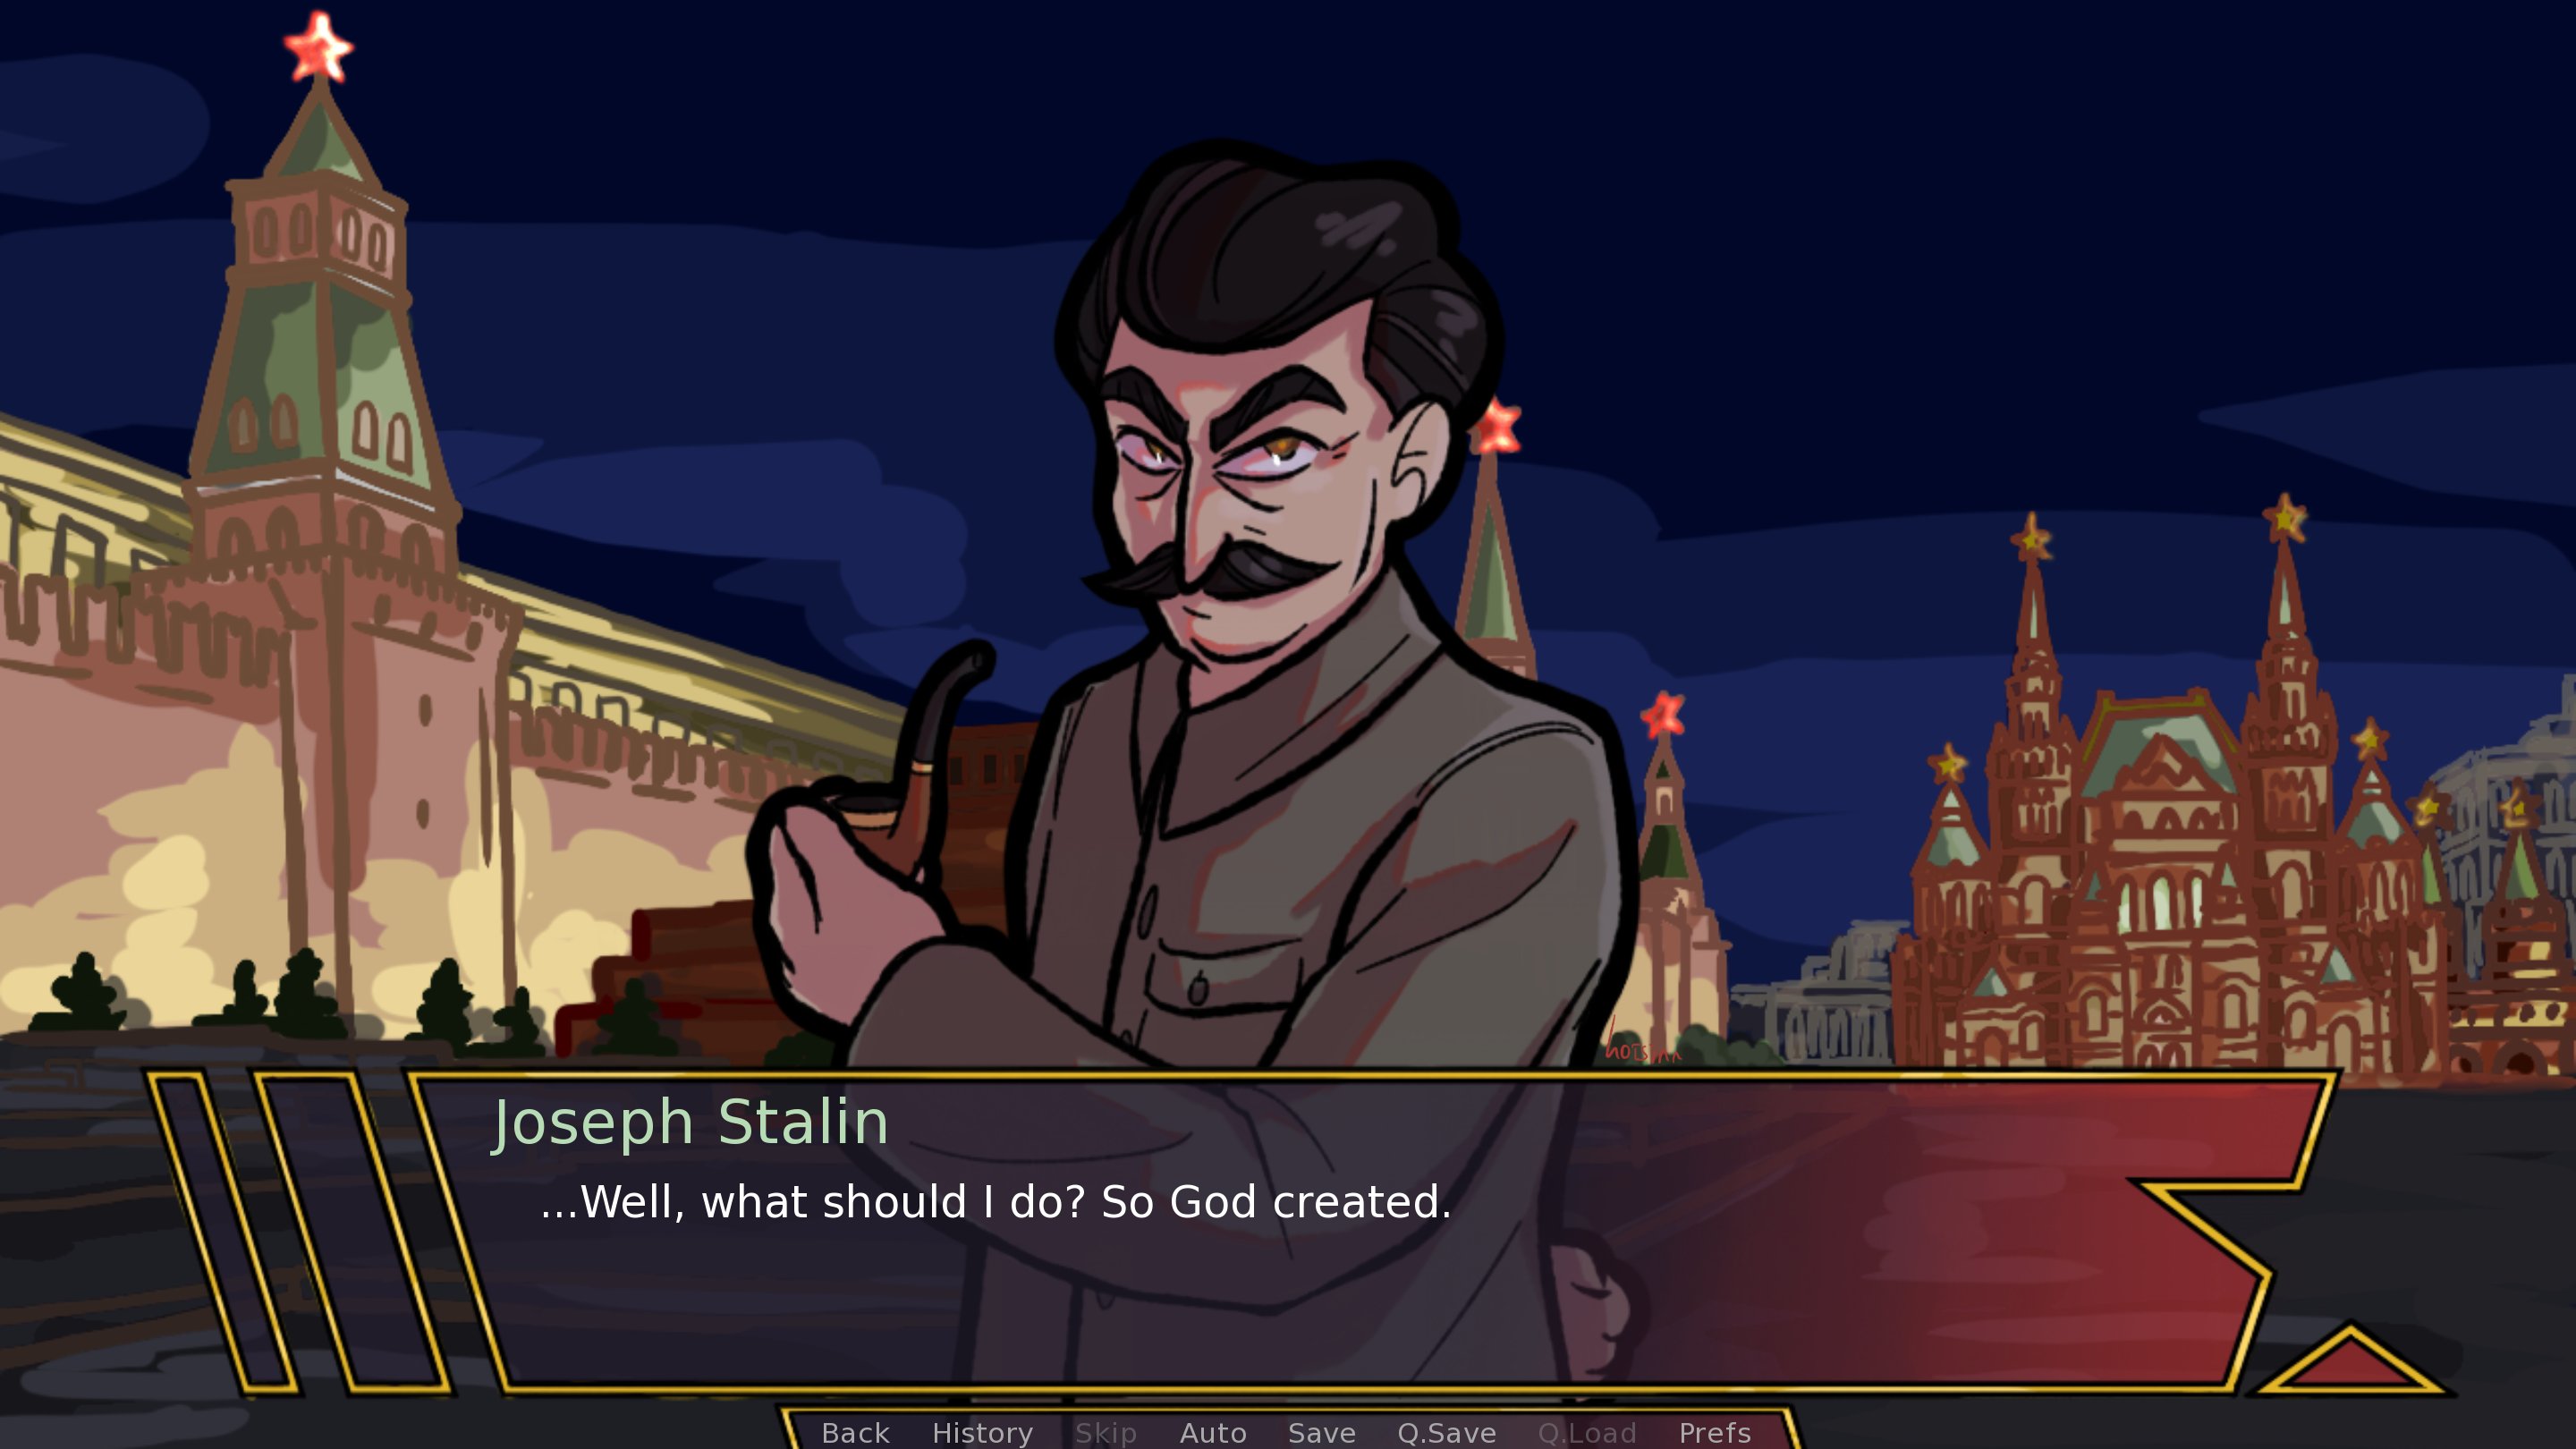 Joseph Stalin
...Well, what should I do? So God created.
Back History Skip Auto Save Q.Save Q.Load Prefs